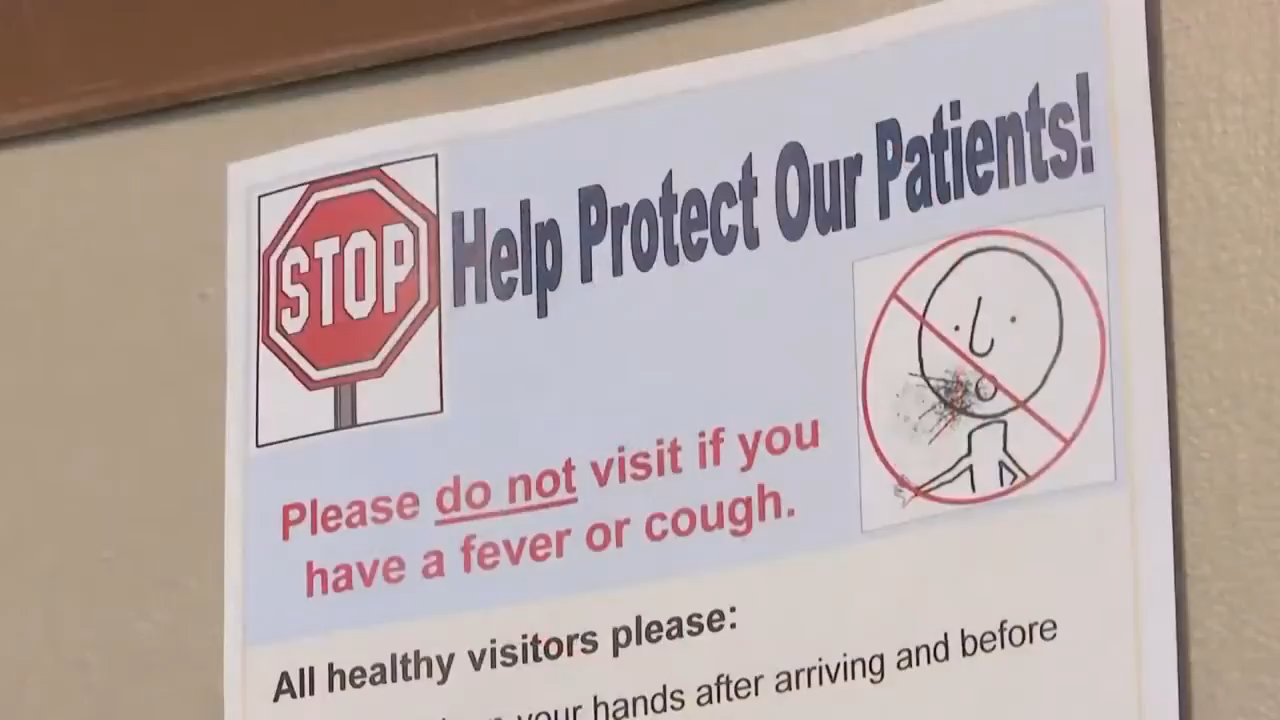 STOP
Help Protect Our Patients!
Please do not visit if you
have a fever or cough.
All healthy visitors please:
your hands after arriving and before